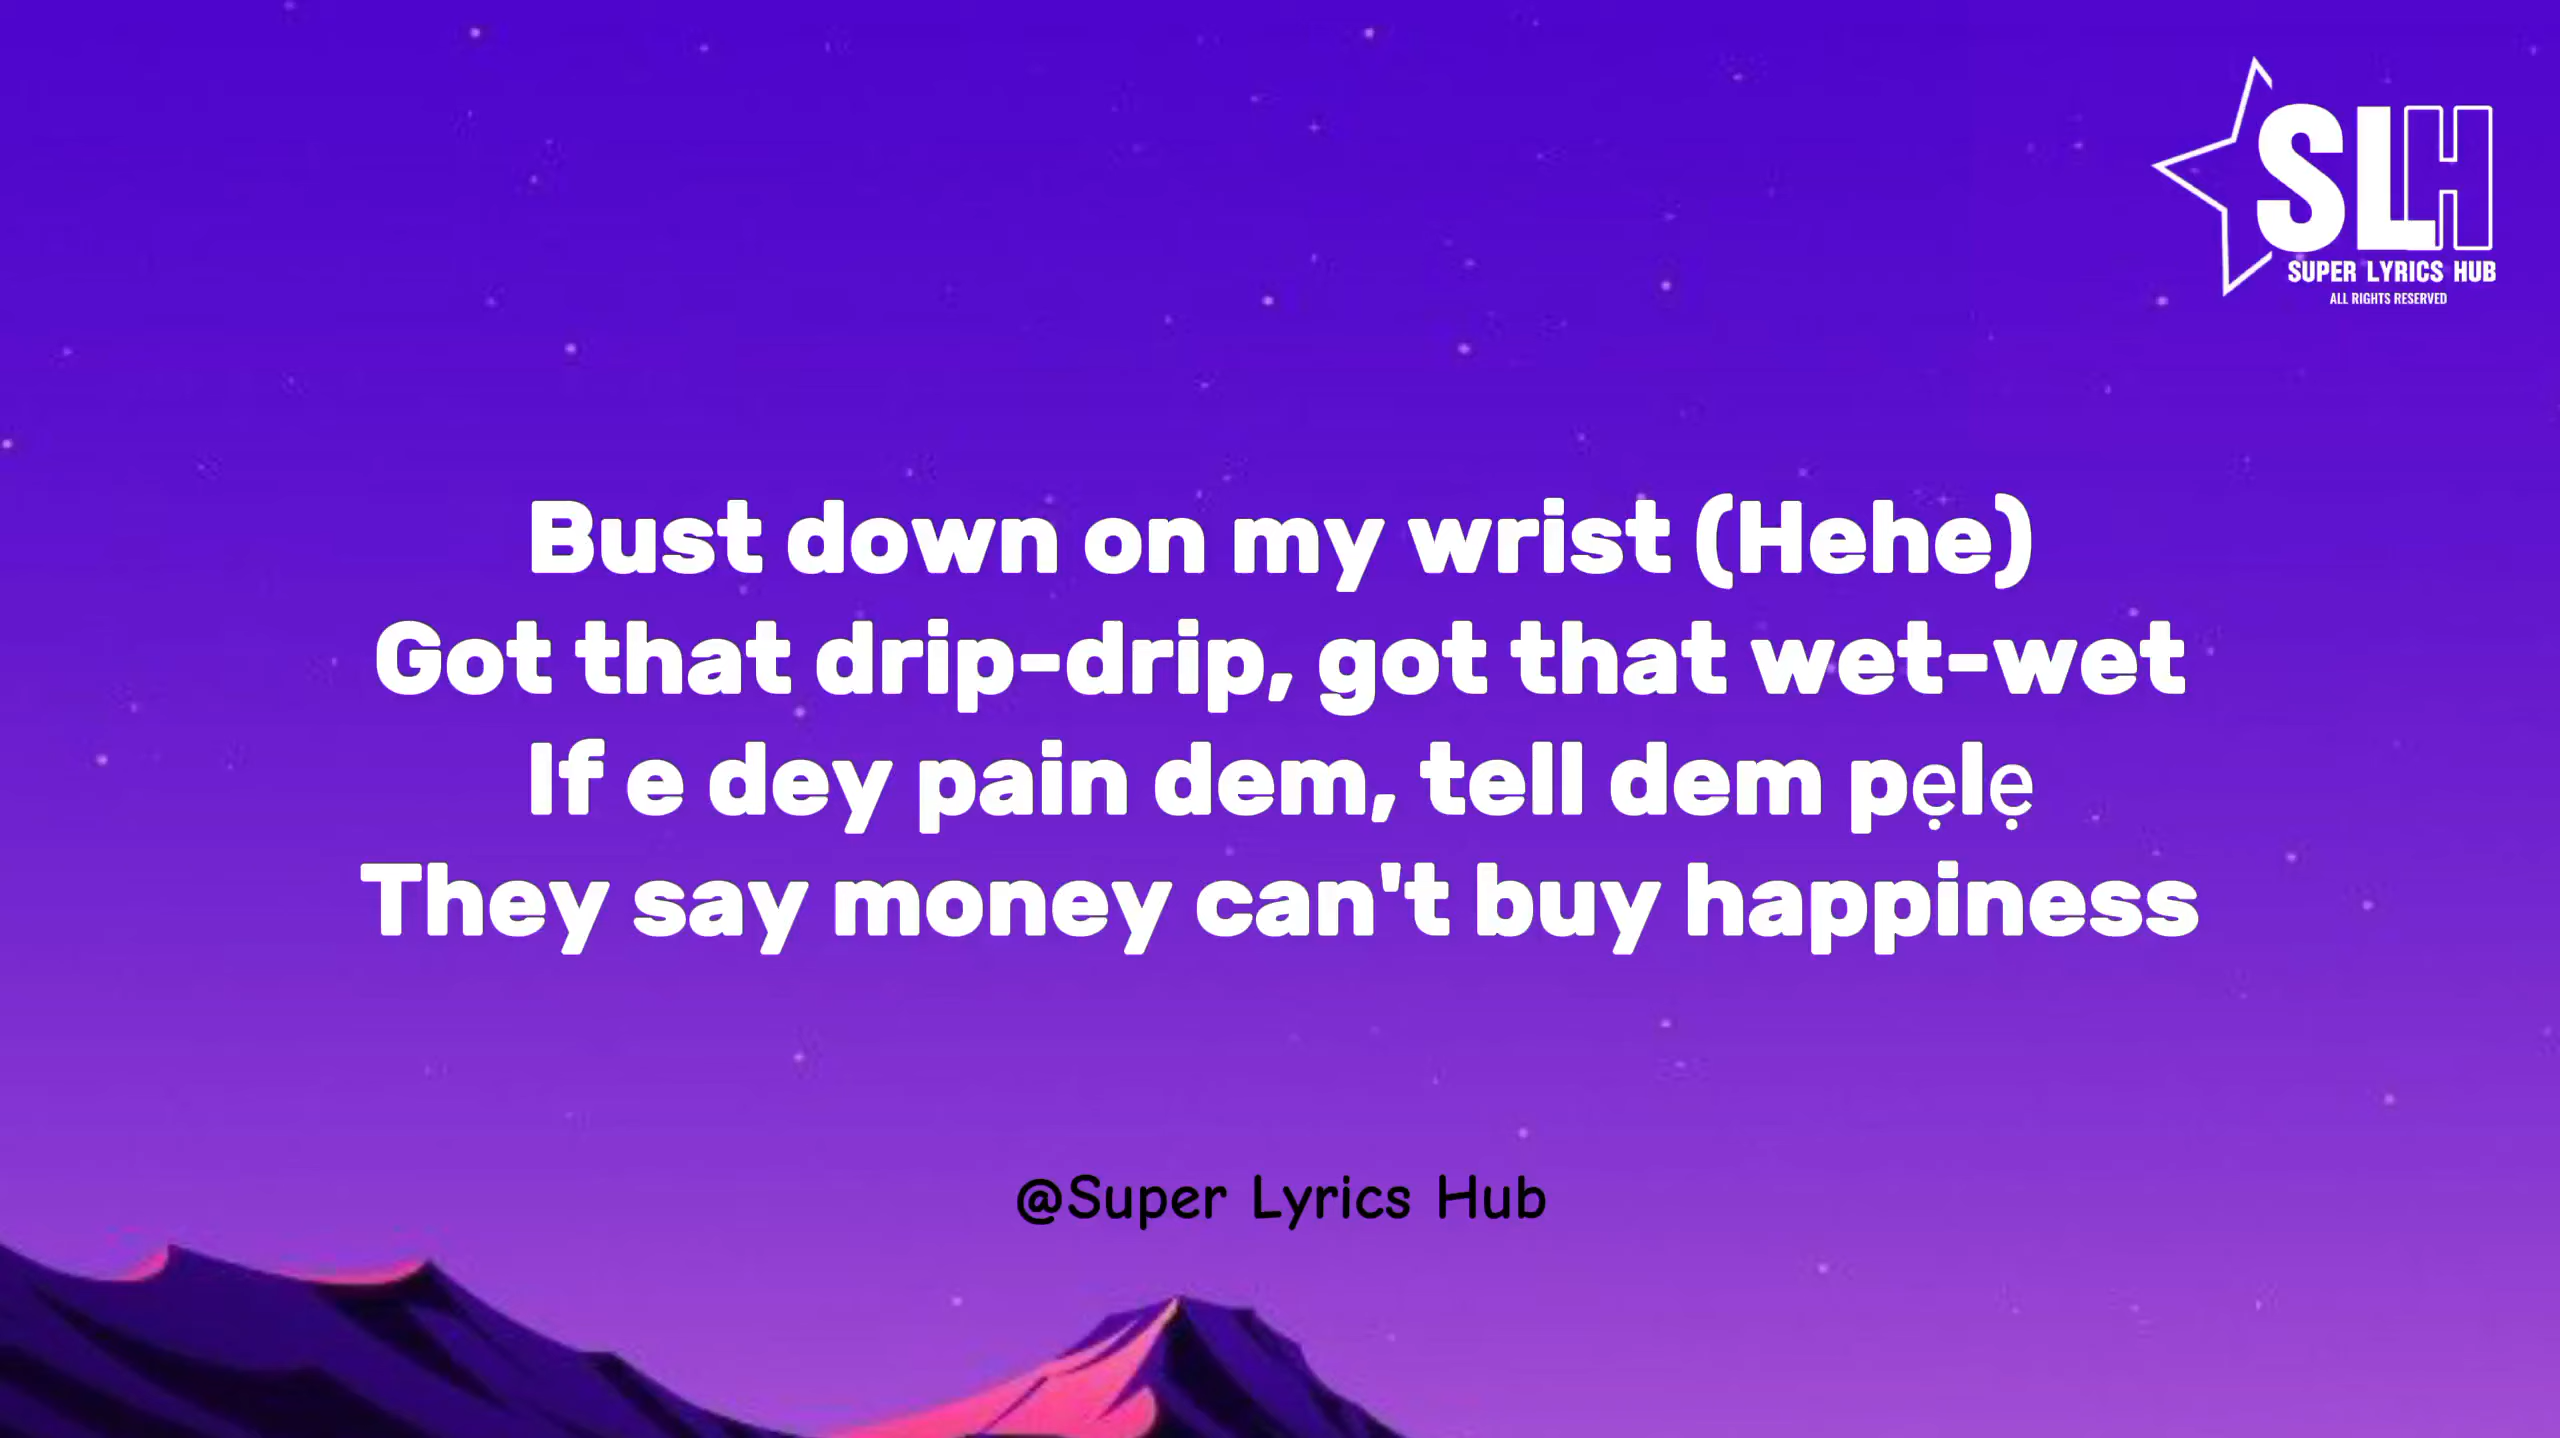 SLH
SUPER LYRICS HUB
ALL RIGHTS RESERVED
Bust down on my wrist (Hehe)
Got that drip-drip, got that wet-wet
If e dey pain dem, tell dem pẹlẹ
They say money can't buy happiness
@Super Lyrics Hub